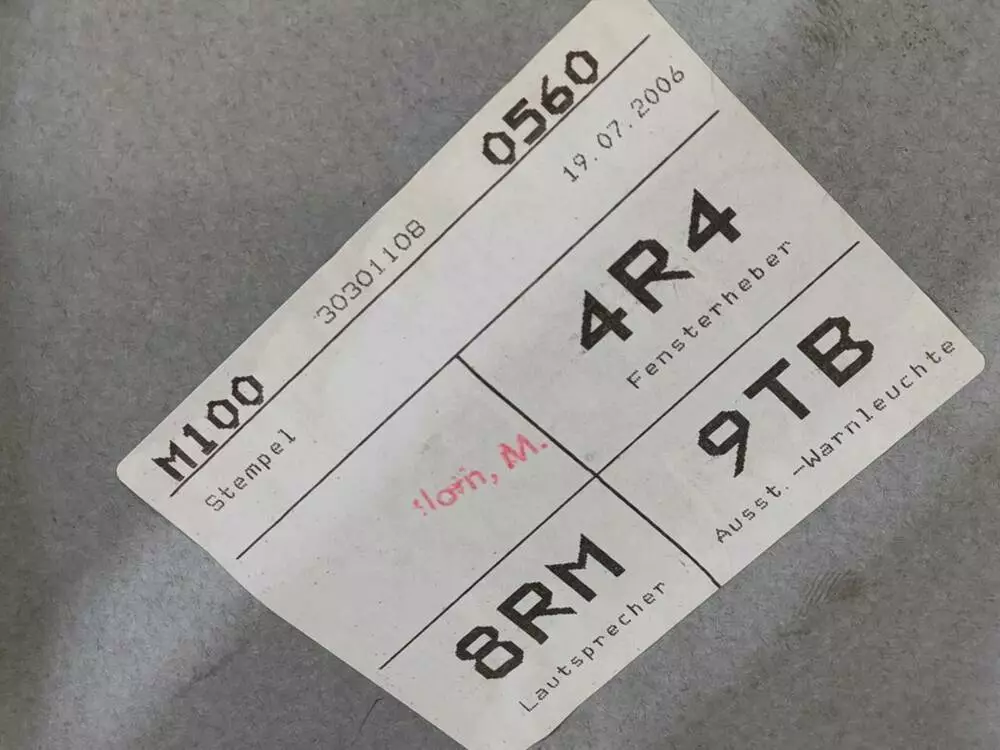 M100 30301108 0560
Stempel 19.07.2006
4R4
Fensterheber
M.
9TB
Ausst.-Warnleuchte
8RM
Lautsprecher